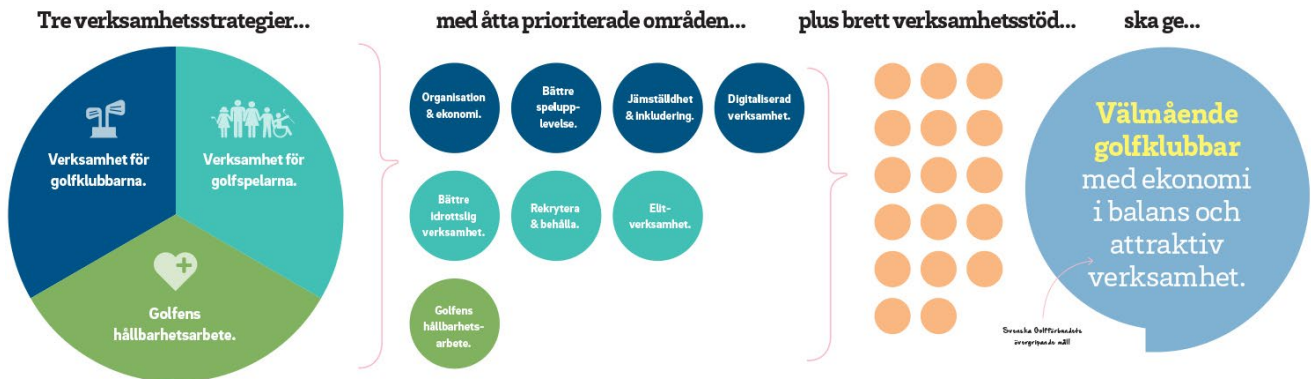 Tre verksamhetsstrategier...
med åtta prioriterade områden...
plus brett verksamhetsstöd...
ska ge...
Verksamhet för
golfklubbarna.
Verksamhet för
golfspelarna.
Golfens
hållbarhetsarbete.
Organisation
& ekonomi.
Bättre
spelupp-
levelse.
Jämställdhet
& inkludering.
Digitaliserad
verksamhet.
Bättre
idrottslig
verksamhet.
Rekrytera
& behålla.
Elit-
verksamhet.
Golfens
hållbarhets-
arbete.
Välmående
golfklubbar
med ekonomi
i balans och
attraktiv
verksamhet.
Svenska Golfförbundets
övergripande mål!